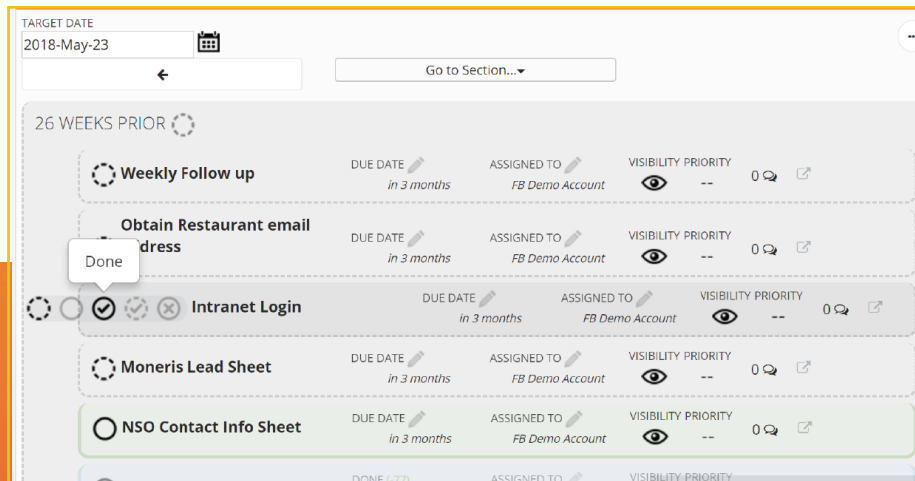 TARGET DATE
2018-May-23
Go to Section...
26 WEEKS PRIOR
Weekly Follow up DUE DATE ASSIGNED TO VISIBILITY PRIORITY
in 3 months FB Demo Account -- 0
Obtain Restaurant email
dress DUE DATE ASSIGNED TO VISIBILITY PRIORITY
in 3 months FB Demo Account -- 0
Done
Intranet Login DUE DATE ASSIGNED TO VISIBILITY PRIORITY
in 3 months FB Demo Account -- 0
Moneris Lead Sheet DUE DATE ASSIGNED TO VISIBILITY PRIORITY
in 3 months FB Demo Account -- 0
NSO Contact Info Sheet DUE DATE ASSIGNED TO VISIBILITY PRIORITY
in 3 months FB Demo Account -- 0
DONE (-77) ASSIGNED TO VISIBILITY PRIORITY